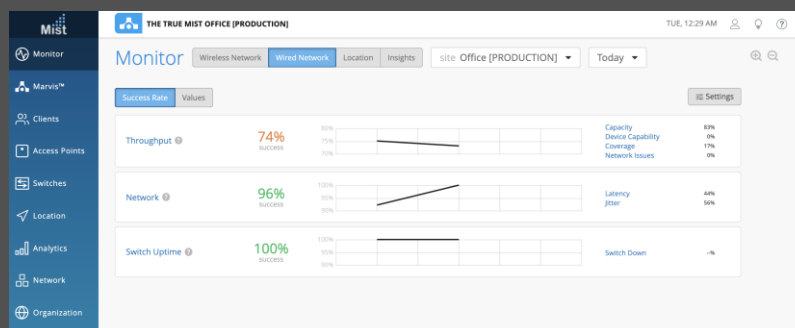 Mist
THE TRUE MIST OFFICE [PRODUCTION]
TUE, 12:29 AM
Monitor
Marvis™
Clients
Access Points
Switches
Location
Analytics
Network
Organization
Monitor
Wireless Network Wired Network Location Insights
site Office [PRODUCTION]
Today
Success Rate Values
Settings
Throughput ?
74%
success
80%
75%
70%
Capacity 83%
Device Capability 0%
Coverage 17%
Network Issues 0%
Network ?
96%
success
100%
95%
90%
Latency 44%
Jitter 56%
Switch Uptime ?
100%
success
100%
95%
90%
Switch Down -%